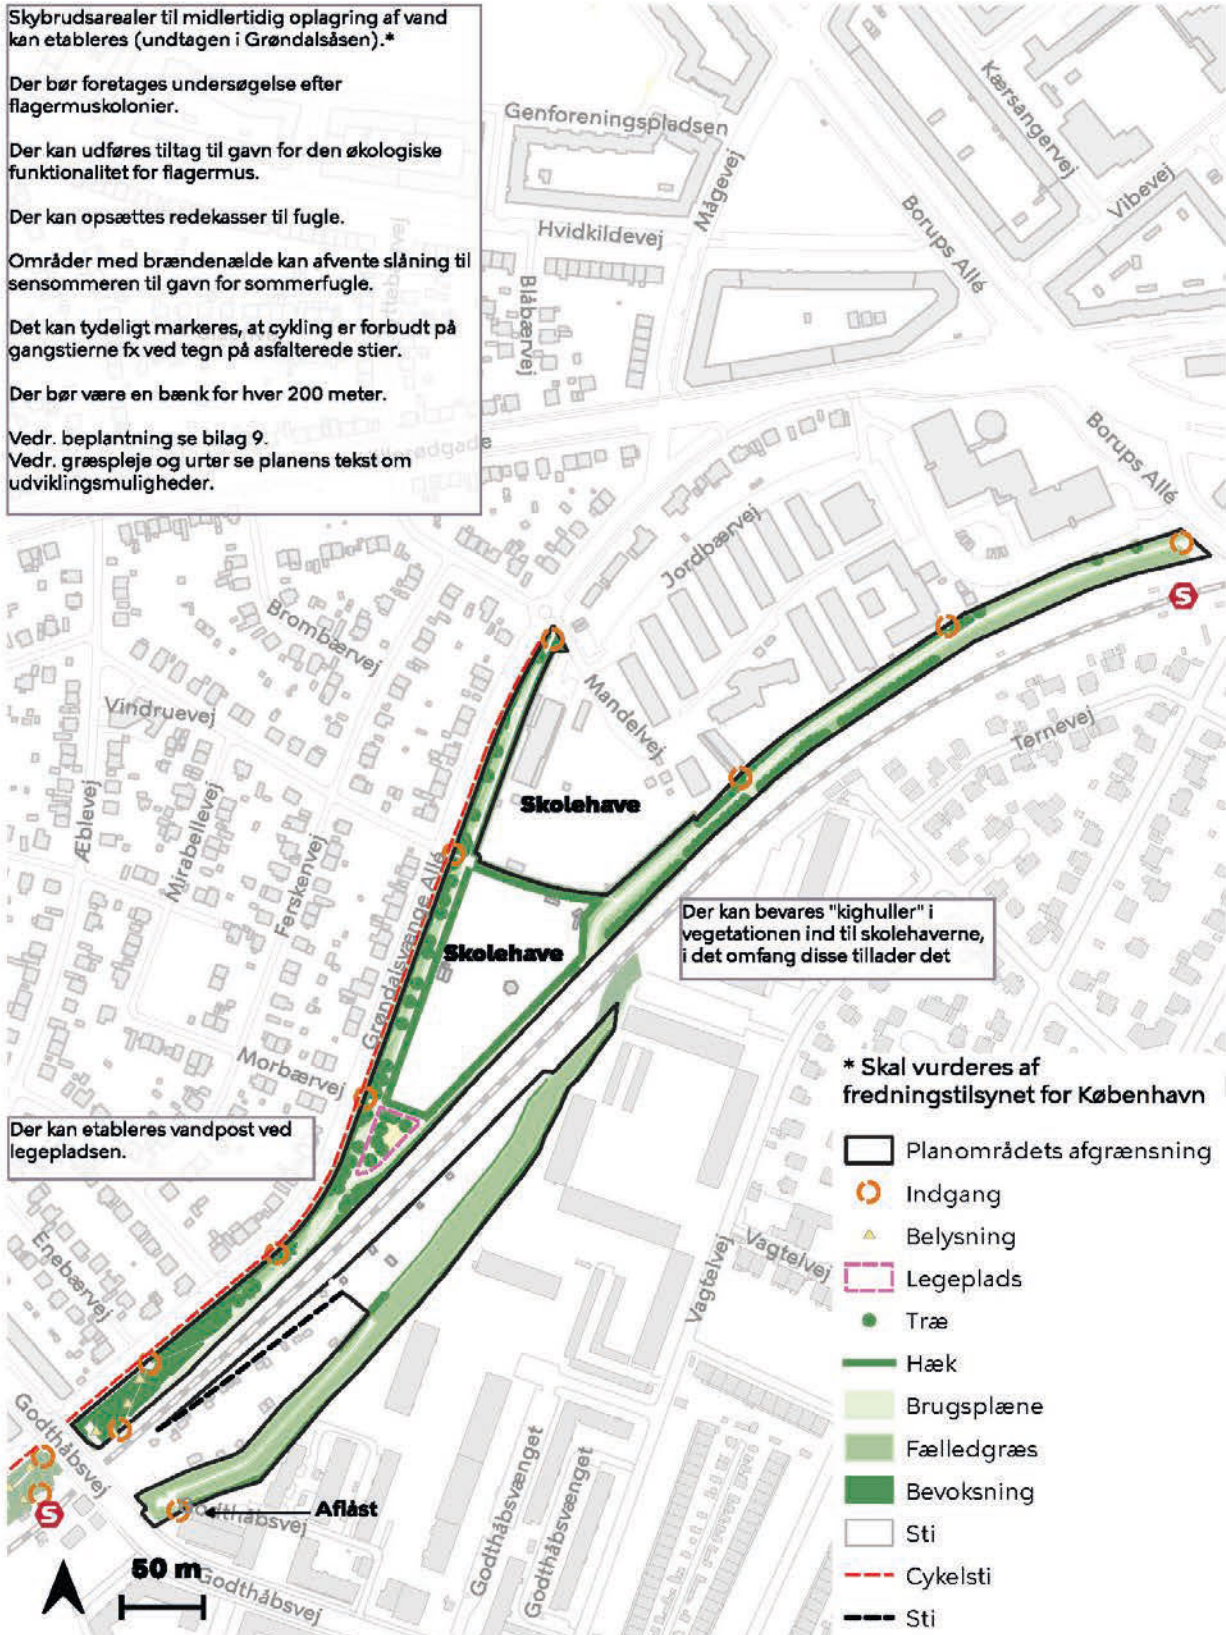 Skybrudsarealer til midlertidig oplagring af vand
kan etableres (undtagen i Grøndalsåsen).*
Der bør foretages undersøgelse efter
flagermuskolonier.
Der kan udføres tiltag til gavn for den økologiske
funktionalitet for flagermus.
Der kan opsættes redekasser til fugle.
Områder med brændenælde kan afvente slåning til
sensommeren til gavn for sommerfugle.
Det kan tydeligt markeres, at cykling er forbudt på
gangstierne fx ved tegn på asfalterede stier.
Der bør være en bænk for hver 200 meter.
Vedr. beplantning se bilag 9.
Vedr. græspleje og urter se planens tekst om
udviklingsmuligheder.
Genforeningspladsen
Mågevej
Kærsangervej
Vibevej
Borups Allé
Hvidkildevej
Blåbærvej
Borups Allé
Jordbærvej
S
Brombærvej
Mandelvej
Vindruevej
Ternevej
Æblevej
Mirabellevej
Ferskenvej
Skolehave
Grøndalsvænge Allé
Skolehave
Der kan bevares "kighuller" i
vegetationen ind til skolehaverne,
i det omfang disse tillader det
Morbærvej
Der kan etableres vandpost ved
legepladsen.
Enebærvej
Vagtelvej
Vagtelvej
Godthåbsvej
S
Godthåbsvej
Aflåst
Godthåbsvænget
Godthåbsvænget
50 m
Godthåbsvej
* Skal vurderes af
fredningstilsynet for København
Planområdets afgrænsning
Indgang
Belysning
Legeplads
Træ
Hæk
Brugsplæne
Fælledgræs
Bevoksning
Sti
Cykelsti
Sti